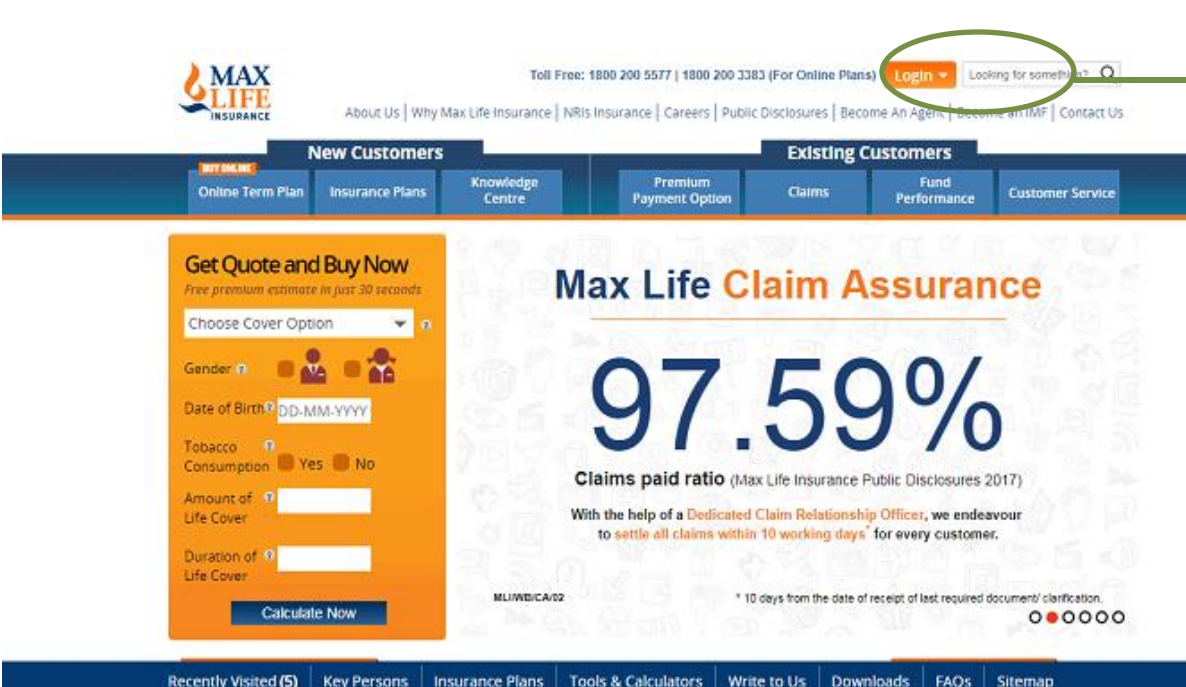 MAX
LIFE
INSURANCE
Toll Free: 1800 200 5577 | 1800 200 3383 (For Online Plans)
Login
Looking for something?
About Us | Why Max Life Insurance | NRIs Insurance | Careers | Public Disclosures | Become An Agent | Become an IMF | Contact Us
New Customers
Existing Customers
BUY ONLINE
Online Term Plan
Insurance Plans
Knowledge
Centre
Premium
Payment Option
Claims
Fund
Performance
Customer Service
Get Quote and Buy Now
Free premium estimate in just 30 seconds
Choose Cover Option
?
Gender ?
Date of Birth ? DD-MM-YYYY
Tobacco ?
Consumption Yes No
Amount of ?
Life Cover
Duration of ?
Life Cover
Calculate Now
Max Life Claim Assurance
97.59%
Claims paid ratio (Max Life Insurance Public Disclosures 2017)
With the help of a Dedicated Claim Relationship Officer, we endeavour
to settle all claims within 10 working days* for every customer.
MLI/WB/CA/02
* 10 days from the date of receipt of last required document/ clarification.
Recently Visited (5) | Key Persons | Insurance Plans | Tools & Calculators | Write to Us | Downloads | FAQs | Sitemap